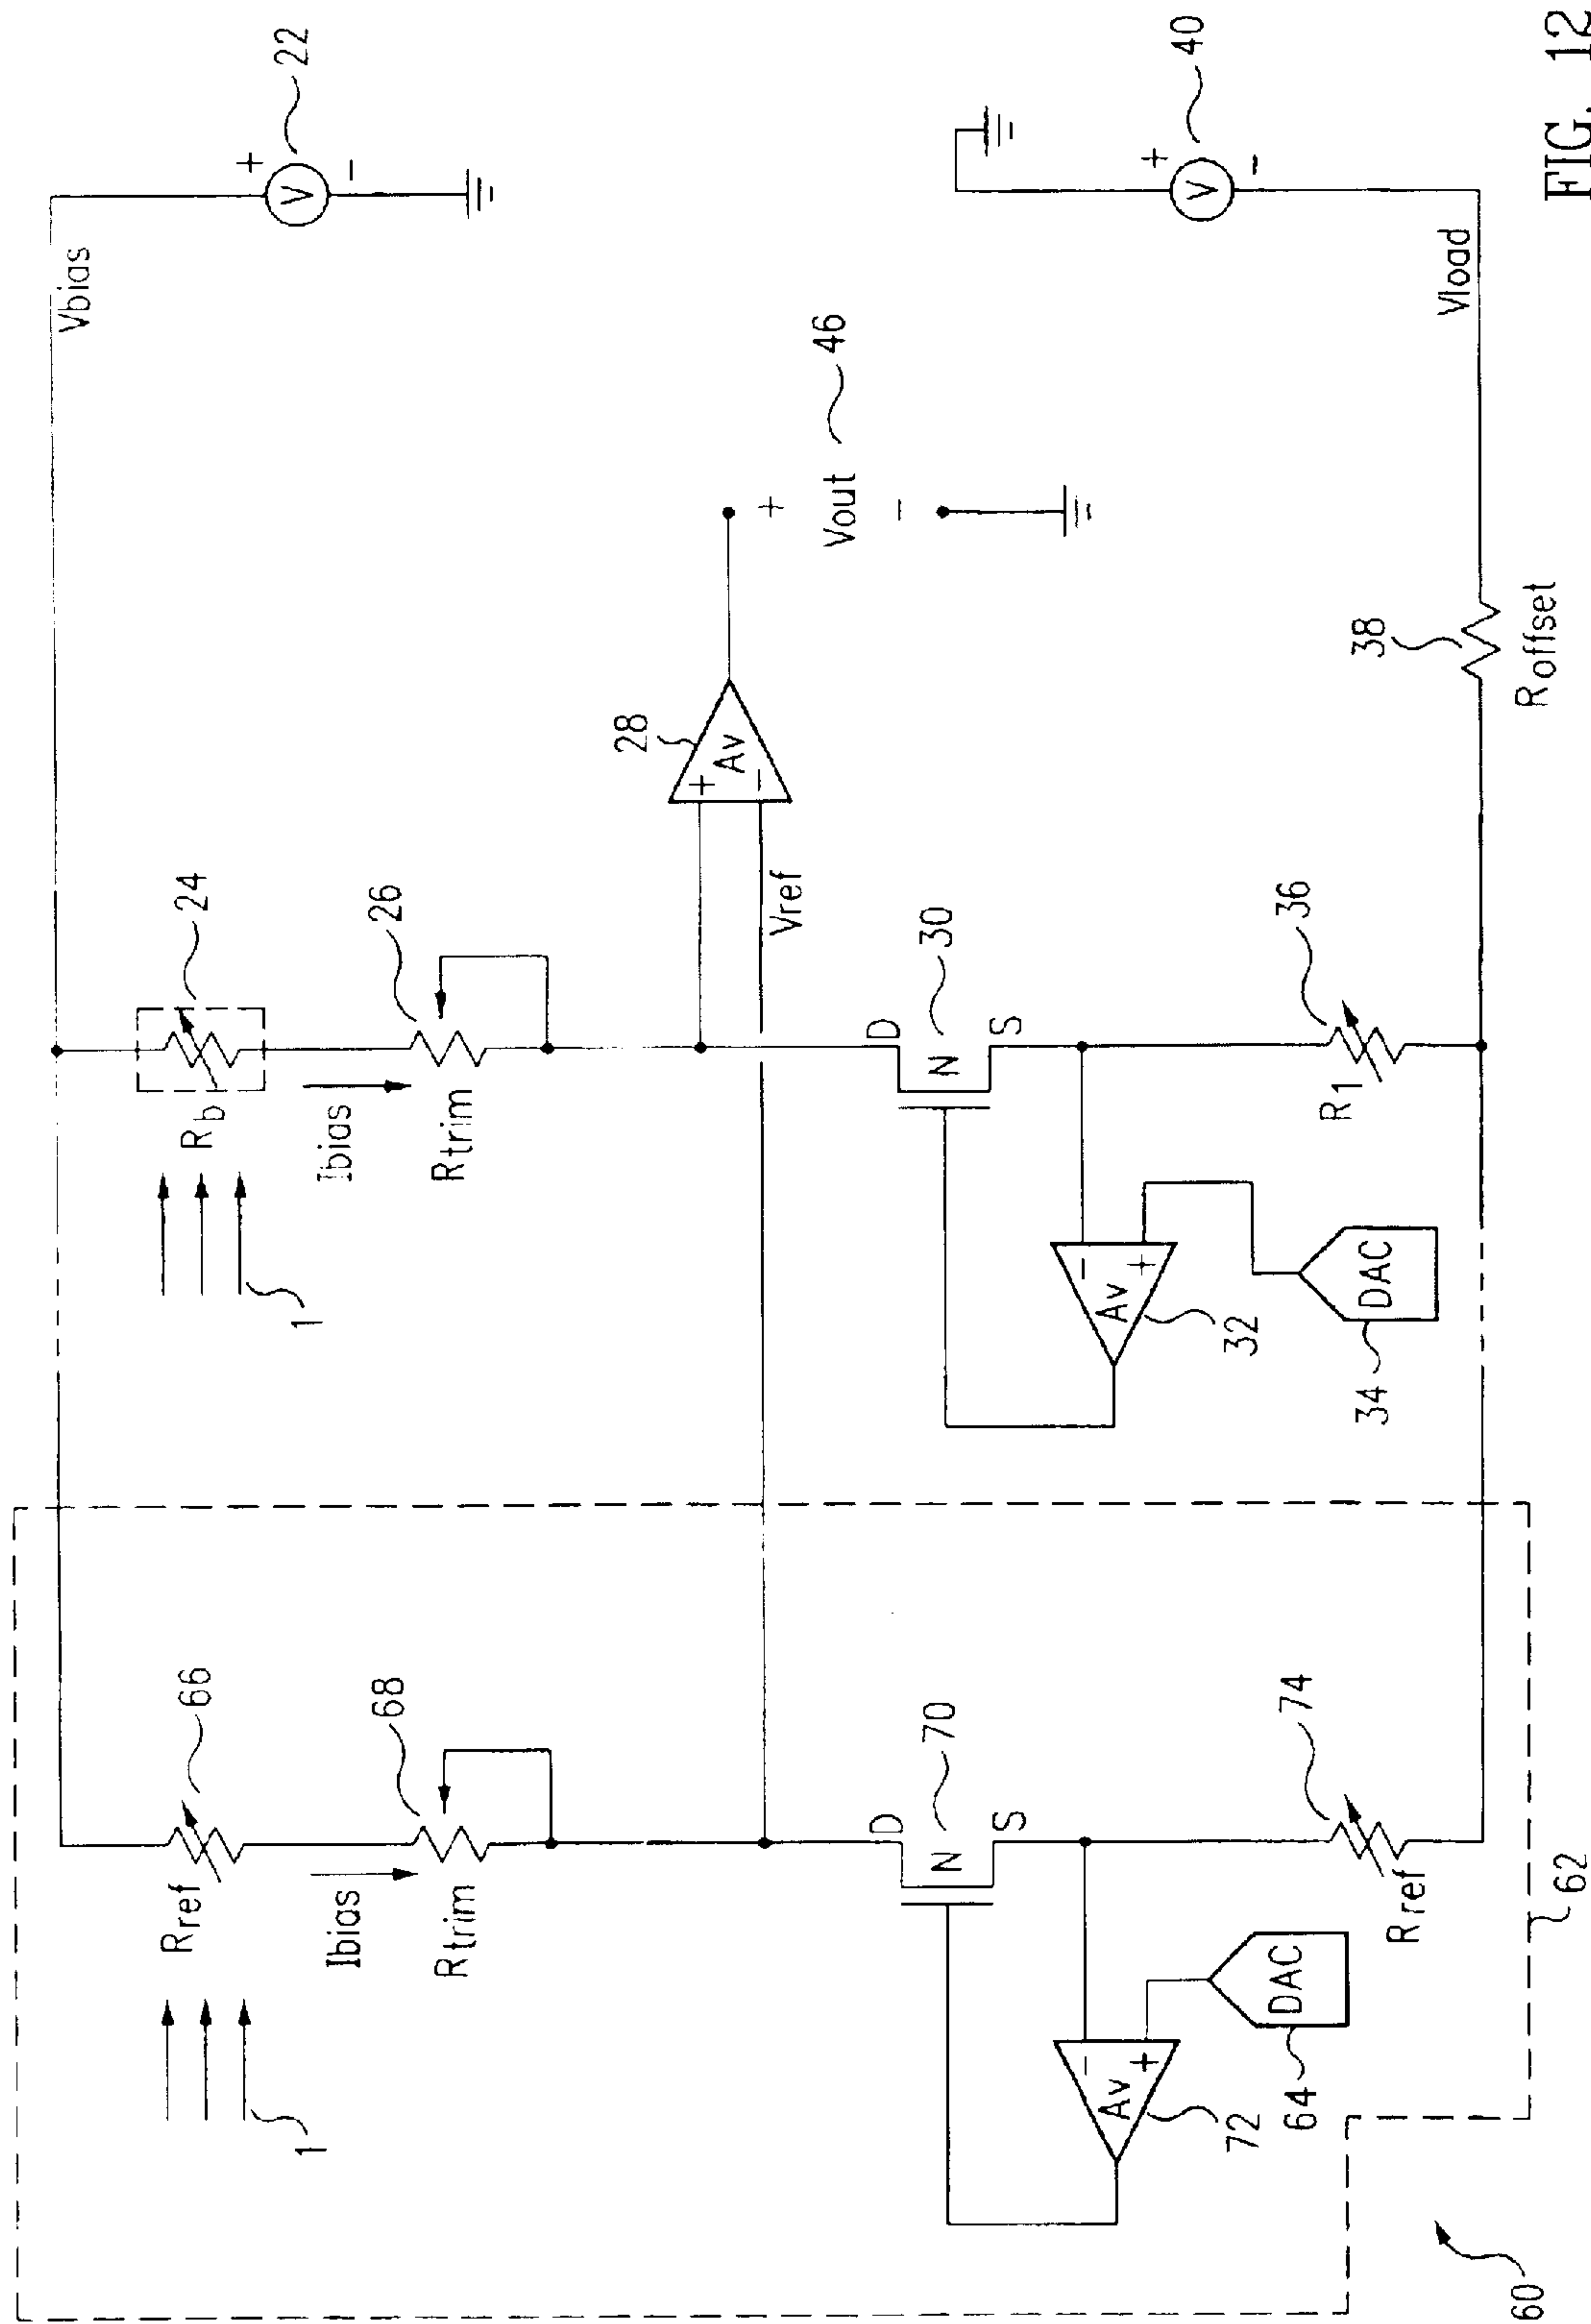 Vbias
+
V
−
22
24
Rb
1
Ibias
26
Rtrim
66
Rref
1
Ibias
68
Rtrim
28
+
Av
−
Vref
+
Vout
−
46
D
N
S
30
D
N
S
70
−
Av
+
32
DAC
34
−
Av
+
72
DAC
64
36
R1
74
Rref
38
Roffset
Vload
+
V
−
40
62
60
FIG. 12